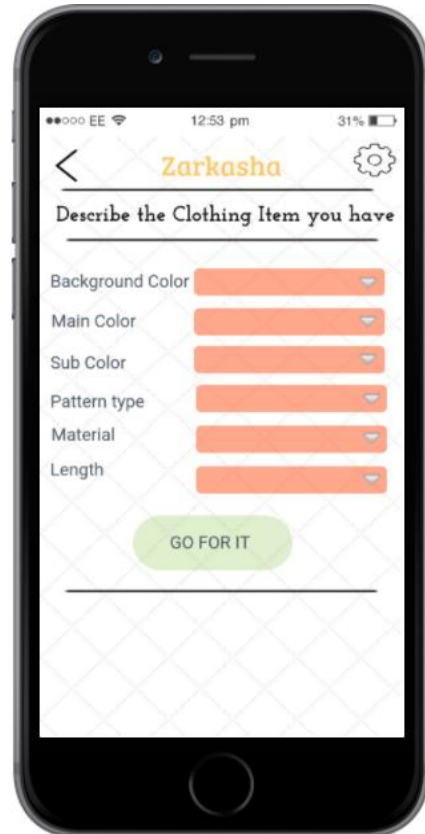 EE 12:53 pm 31%
Zarkasha
Describe the Clothing Item you have
Background Color
Main Color
Sub Color
Pattern type
Material
Length
GO FOR IT